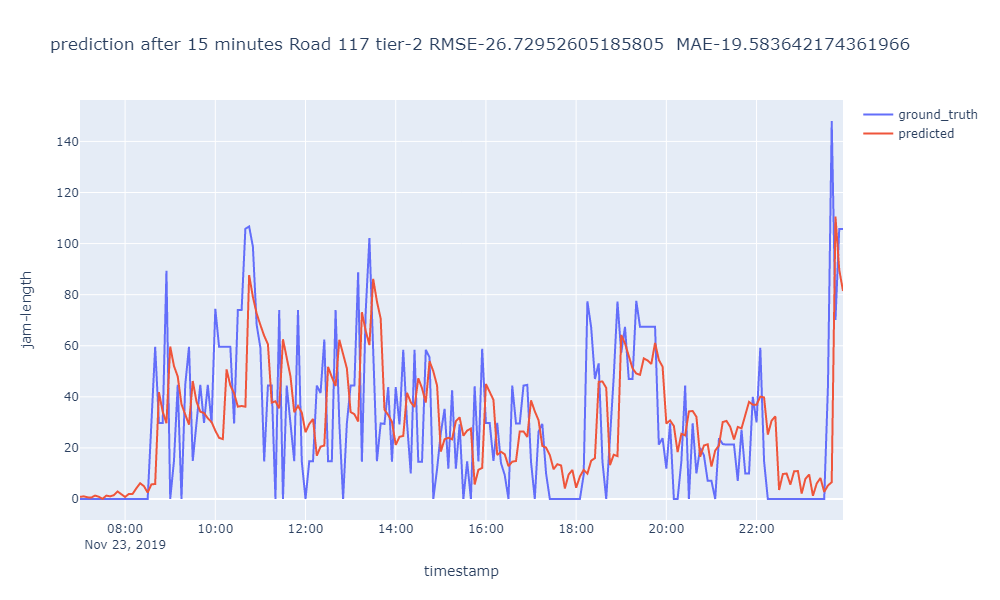 prediction after 15 minutes Road 117 tier-2 RMSE-26.72952605185805  MAE-19.583642174361966
ground_truth
predicted
140
120
100
80
60
40
20
0
jam-length
08:00 10:00 12:00 14:00 16:00 18:00 20:00 22:00
Nov 23, 2019
timestamp